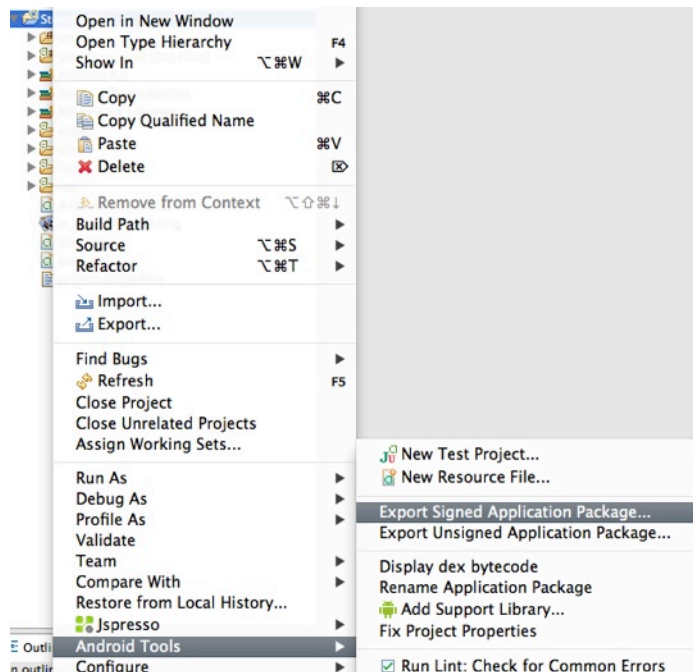 St
Open in New Window
Open Type Hierarchy F4
Show In ⌥⌘W ▶
Copy ⌘C
Copy Qualified Name
Paste ⌘V
Delete ⌦
Remove from Context ⌥⇧⌘↓
Build Path ▶
Source ⌥⌘S ▶
Refactor ⌥⌘T ▶
Import...
Export...
Find Bugs ▶
Refresh F5
Close Project
Close Unrelated Projects
Assign Working Sets...
Run As ▶
Debug As ▶
Profile As ▶
Validate
Team ▶
Compare With ▶
Restore from Local History...
Jspresso ▶
Android Tools ▶
Configure ▶
New Test Project...
New Resource File...
Export Signed Application Package...
Export Unsigned Application Package...
Display dex bytecode
Rename Application Package
Add Support Library...
Fix Project Properties
Run Lint: Check for Common Errors
Outli
n outlin